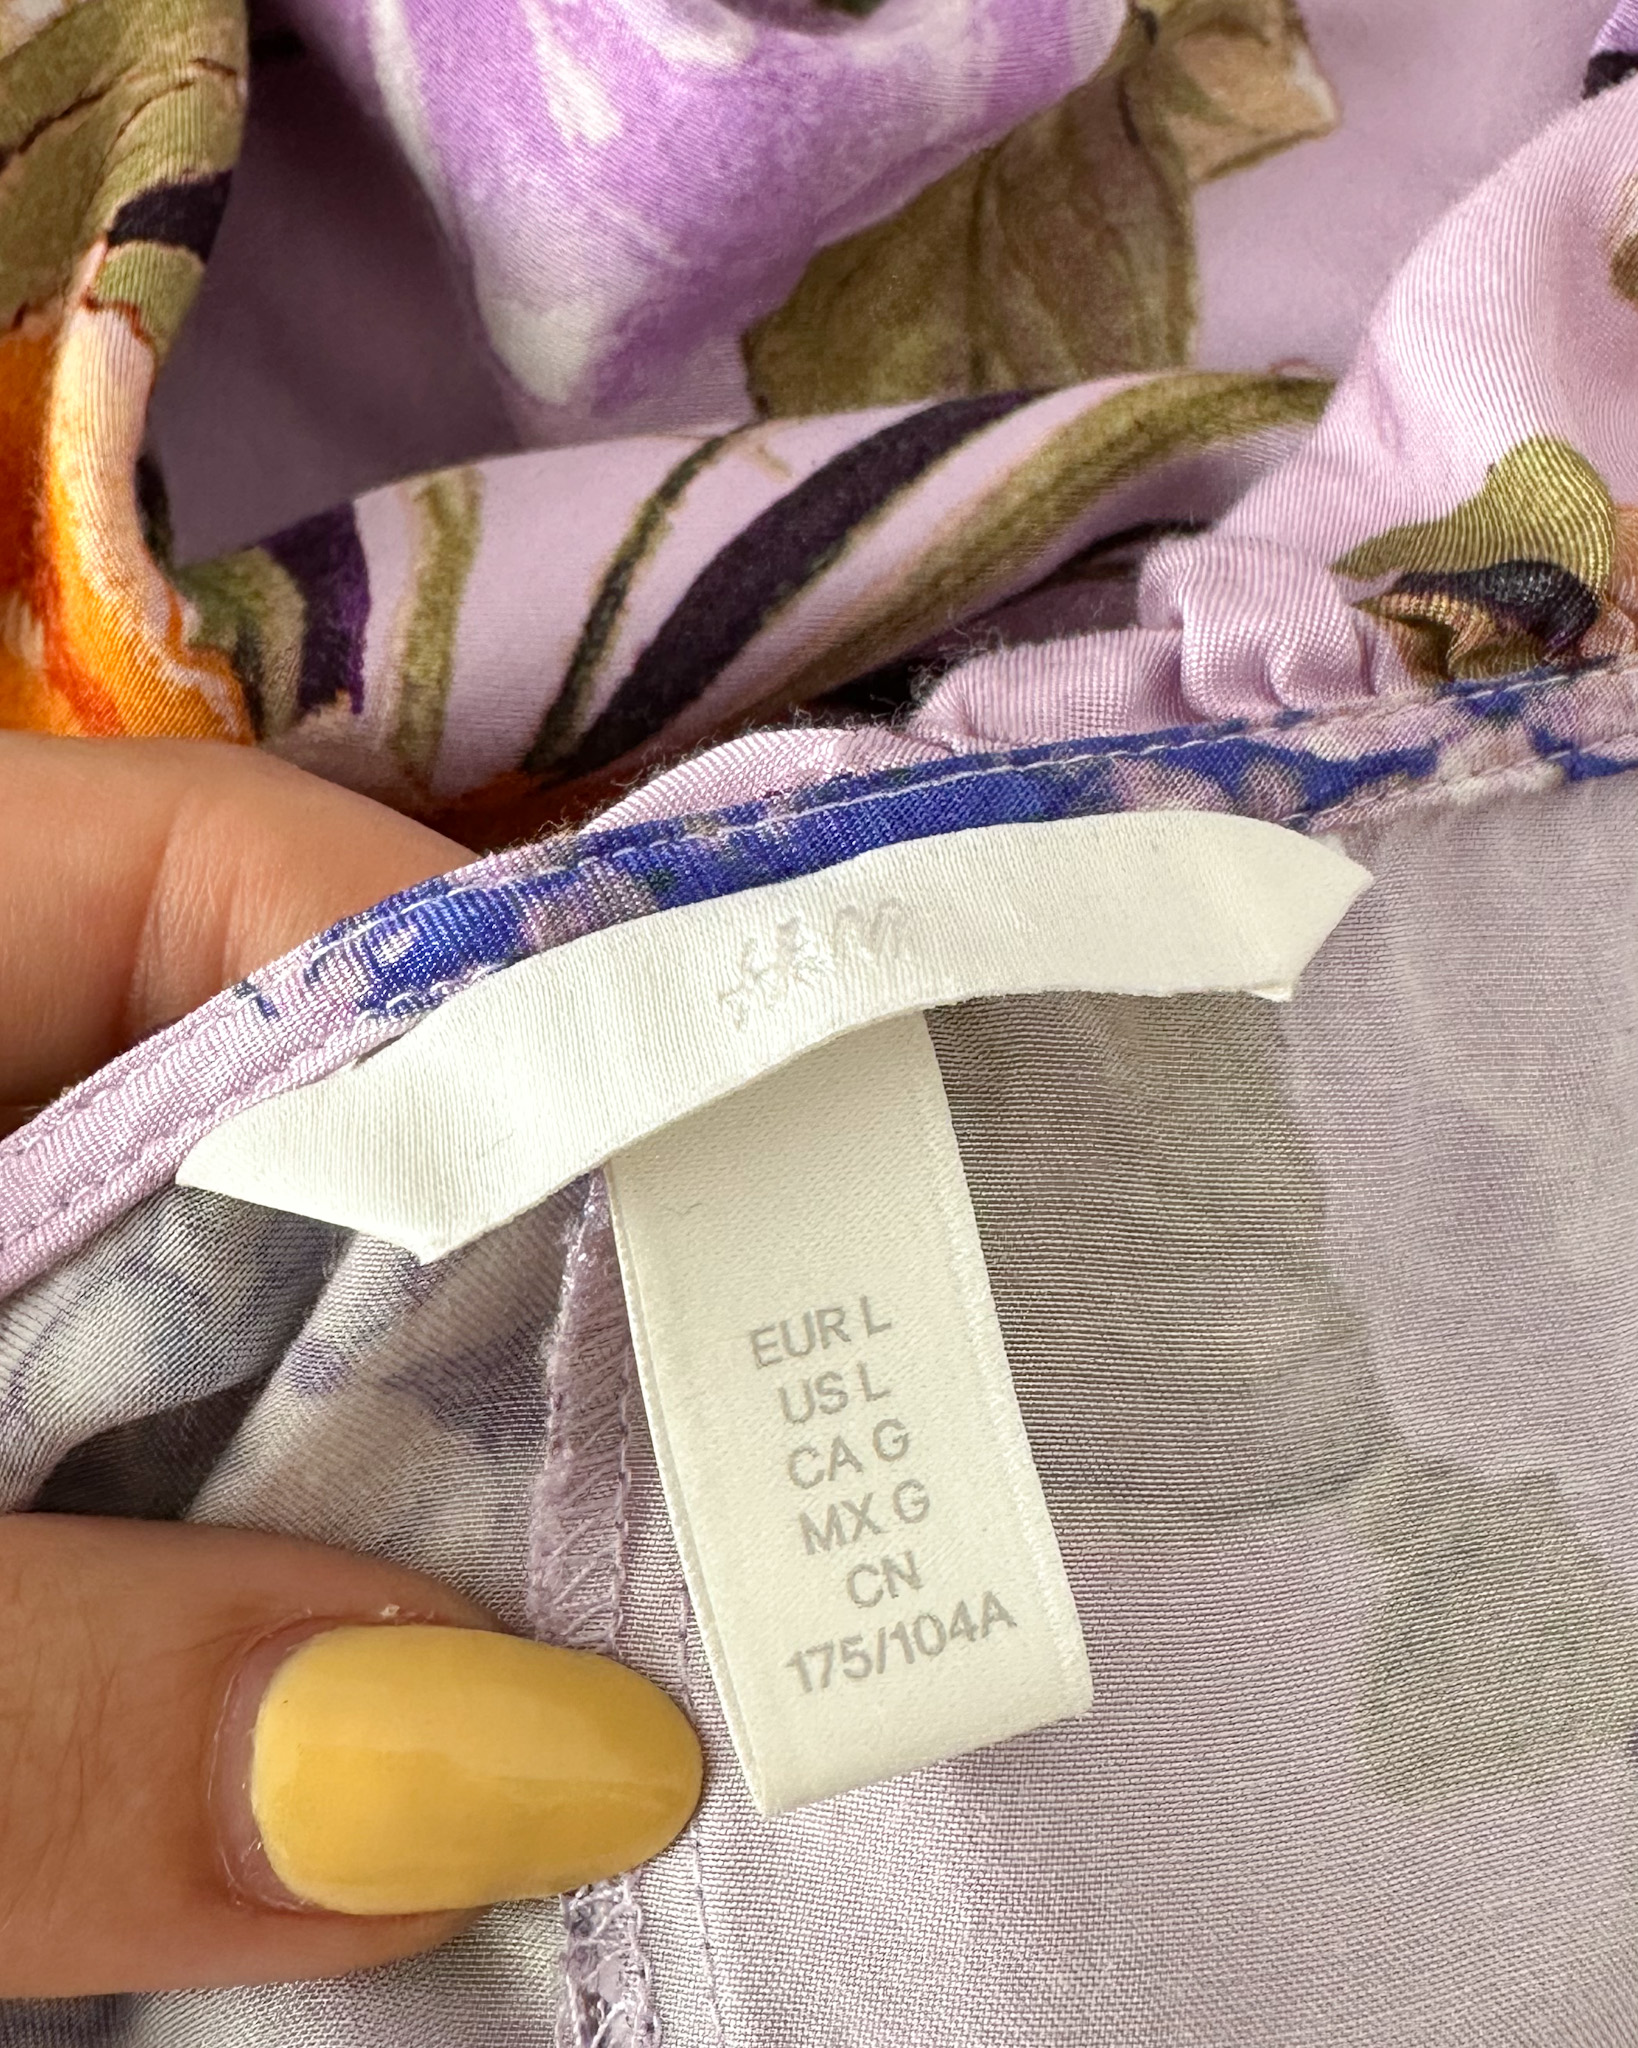 H&M
EUR L
US L
CA G
MX G
CN
175/104A